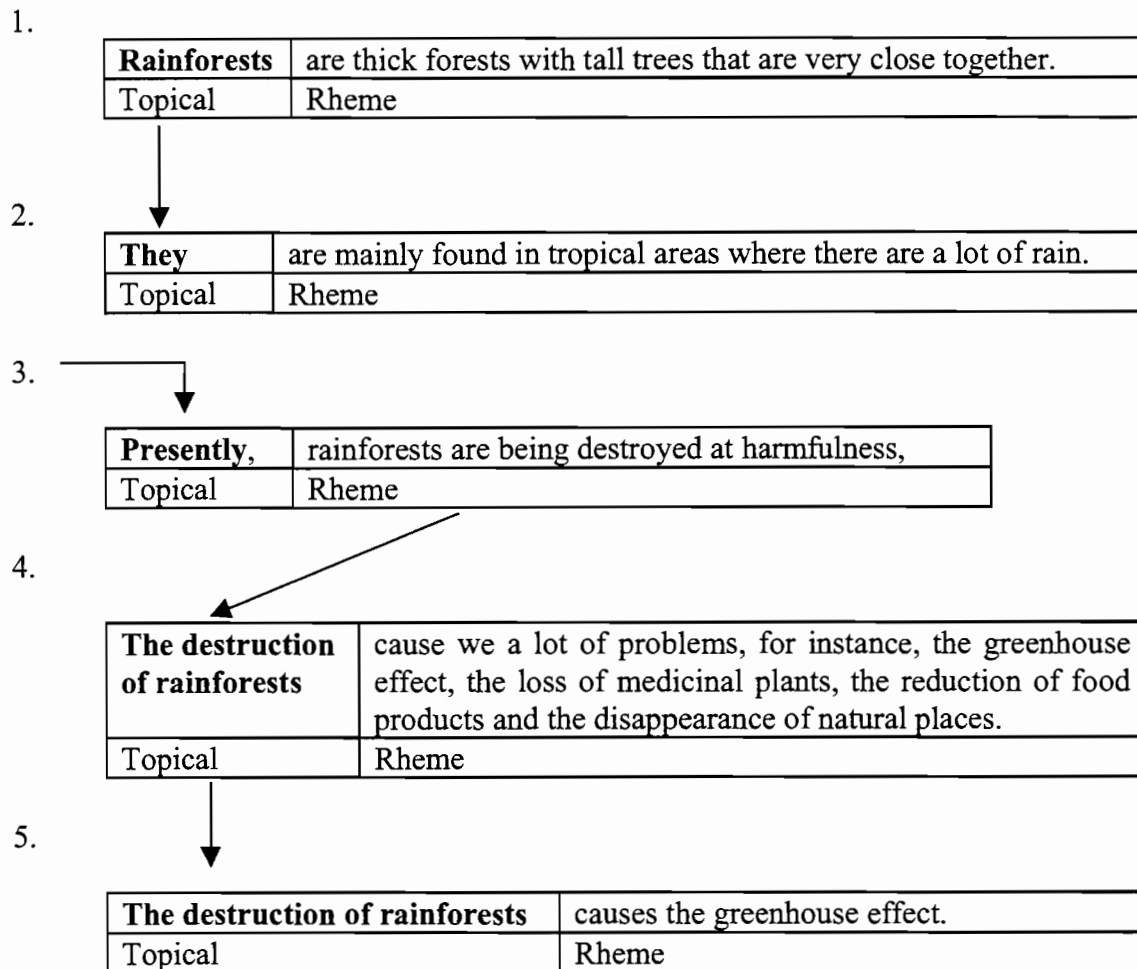 1.
Rainforests are thick forests with tall trees that are very close together.
Topical Rheme
2.
They are mainly found in tropical areas where there are a lot of rain.
Topical Rheme
3.
Presently, rainforests are being destroyed at harmfulness,
Topical Rheme
4.
The destruction cause we a lot of problems, for instance, the greenhouse
of rainforests effect, the loss of medicinal plants, the reduction of food
products and the disappearance of natural places.
Topical Rheme
5.
The destruction of rainforests causes the greenhouse effect.
Topical Rheme